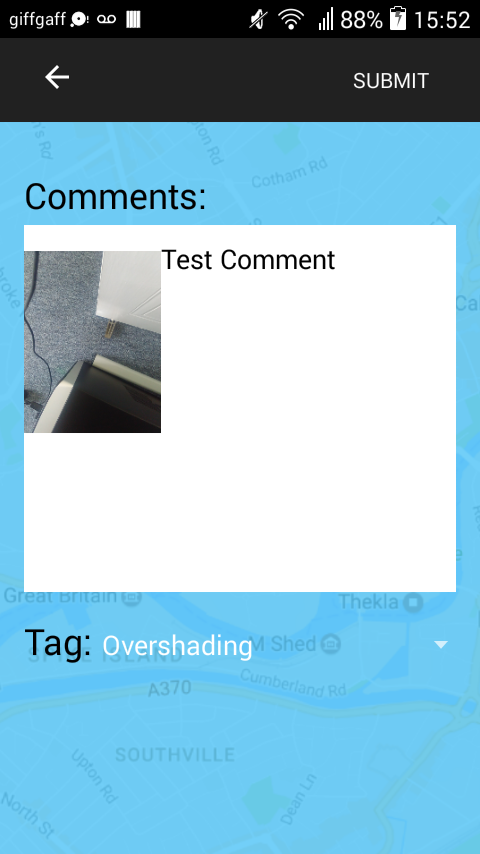 giffgaff 88% 15:52
SUBMIT
Cotham Rd
Comments:
Test Comment
Great Britain
Thekla
Tag: Overshading
M Shed
Cumberland Rd
A370
SOUTHVILLE
Upton Rd
Dean Ln
North St